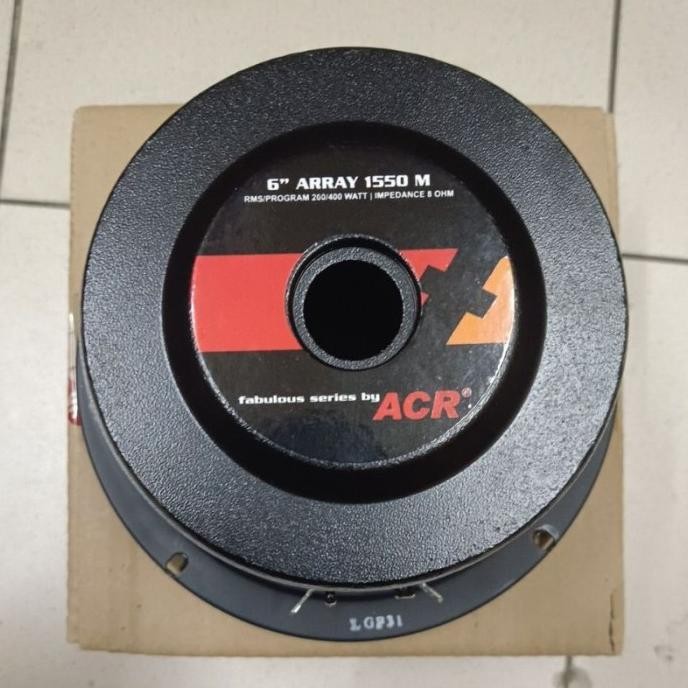 6” ARRAY 1550 M
RMS/PROGRAM 200/400 WATT | IMPEDANCE 8 OHM
fabulous series by ACR®